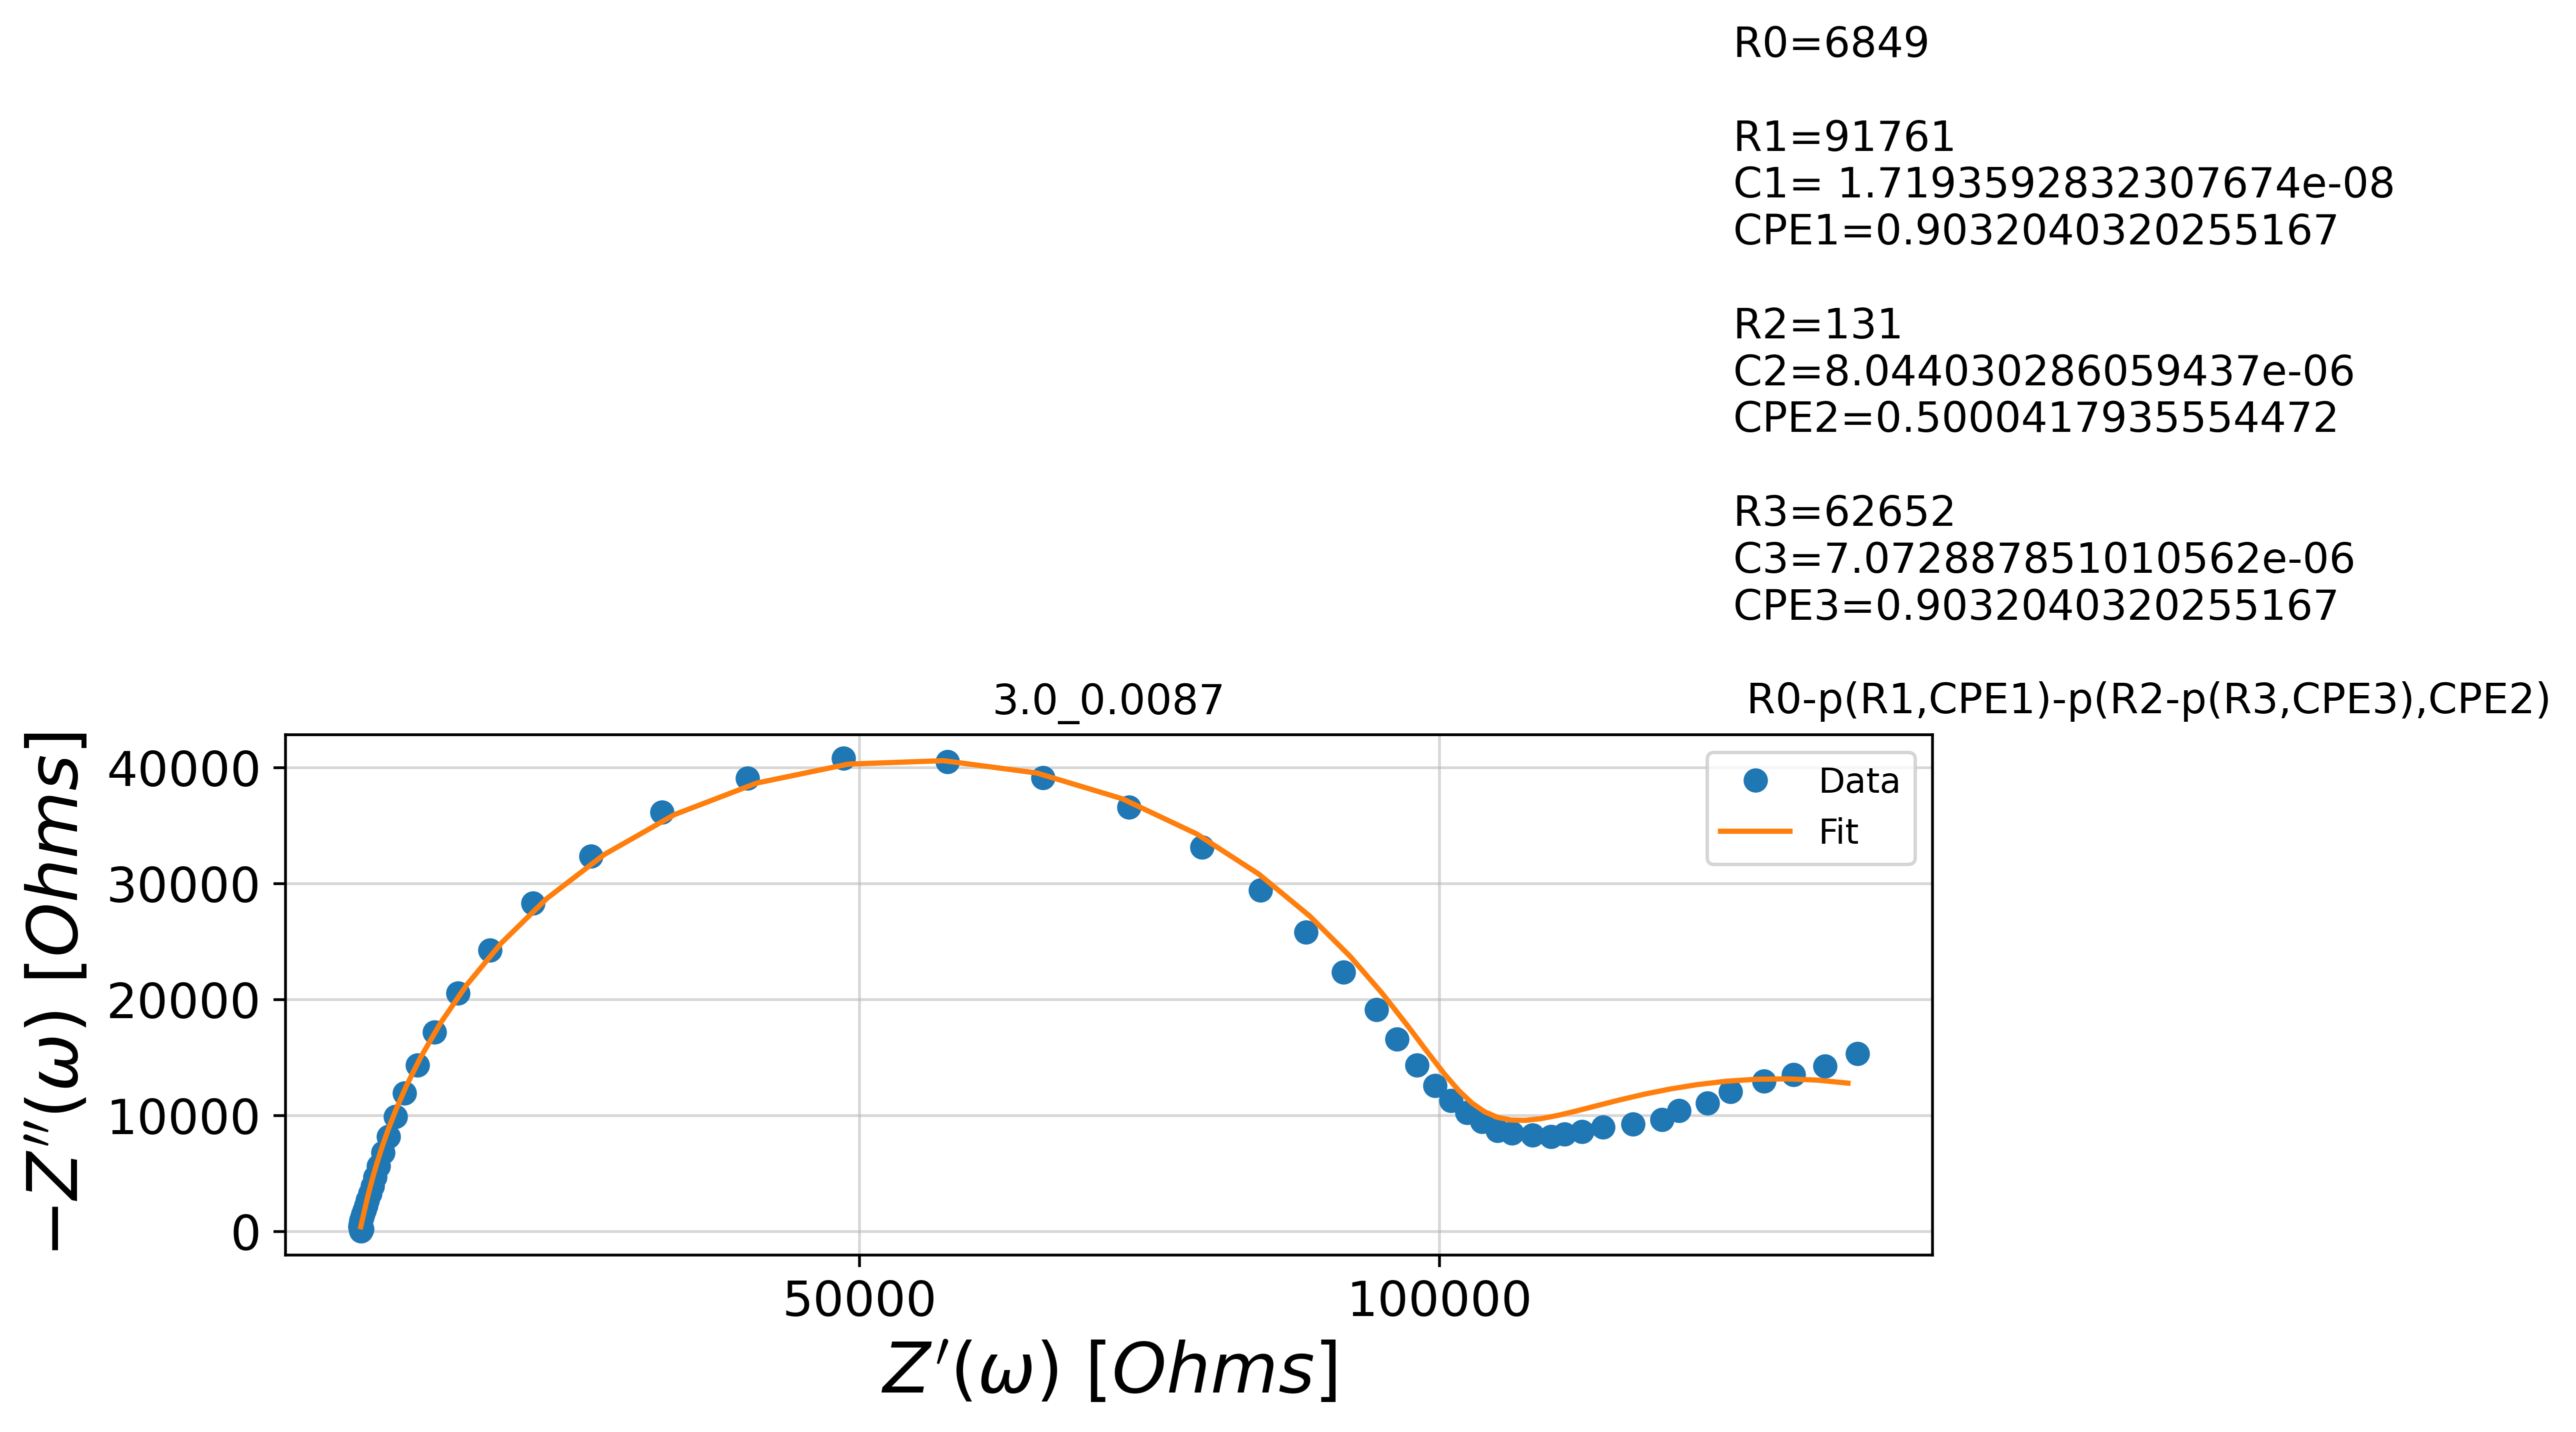 R0=6849
R1=91761
C1= 1.7193592832307674e-08
CPE1=0.9032040320255167
R2=131
C2=8.044030286059437e-06
CPE2=0.5000417935554472
R3=62652
C3=7.072887851010562e-06
CPE3=0.9032040320255167
3.0_0.0087
R0-p(R1,CPE1)-p(R2-p(R3,CPE3),CPE2)
−Z′′(ω) [Ohms]
40000
30000
20000
10000
0
Data
Fit
50000
100000
Z′(ω) [Ohms]